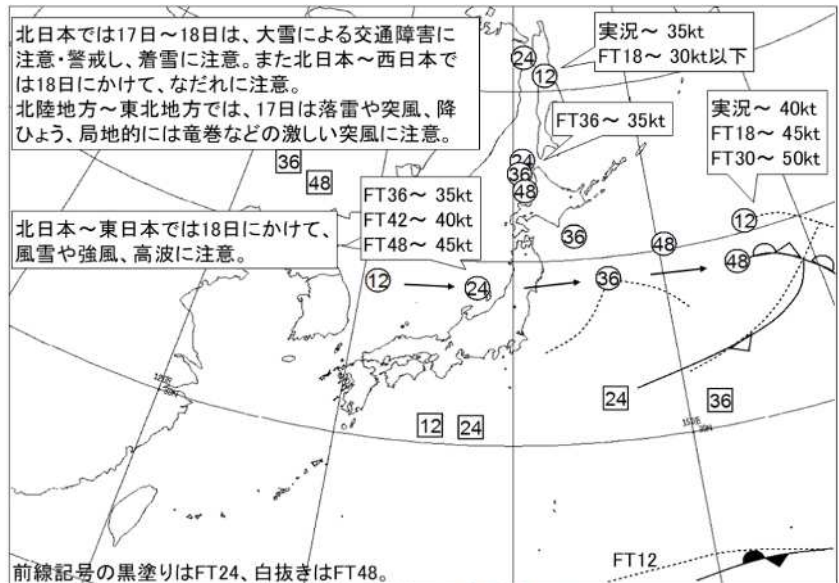 北日本では17日～18日は、大雪による交通障害に
注意・警戒し、着雪に注意。また北日本～西日本で
は18日にかけて、なだれに注意。
北陸地方～東北地方では、17日は落雷や突風、降
ひょう、局地的には竜巻などの激しい突風に注意。
実況～ 35kt
FT18～ 30kt以下
24
12
FT36～ 35kt
実況～ 40kt
FT18～ 45kt
FT30～ 50kt
36
48
24
36
48
FT36～ 35kt
FT42～ 40kt
FT48～ 45kt
北日本～東日本では18日にかけて、
風雪や強風、高波に注意。
12
36
48
48
12
24
36
24
36
12
24
FT12
前線記号の黒塗りはFT24、白抜きはFT48。